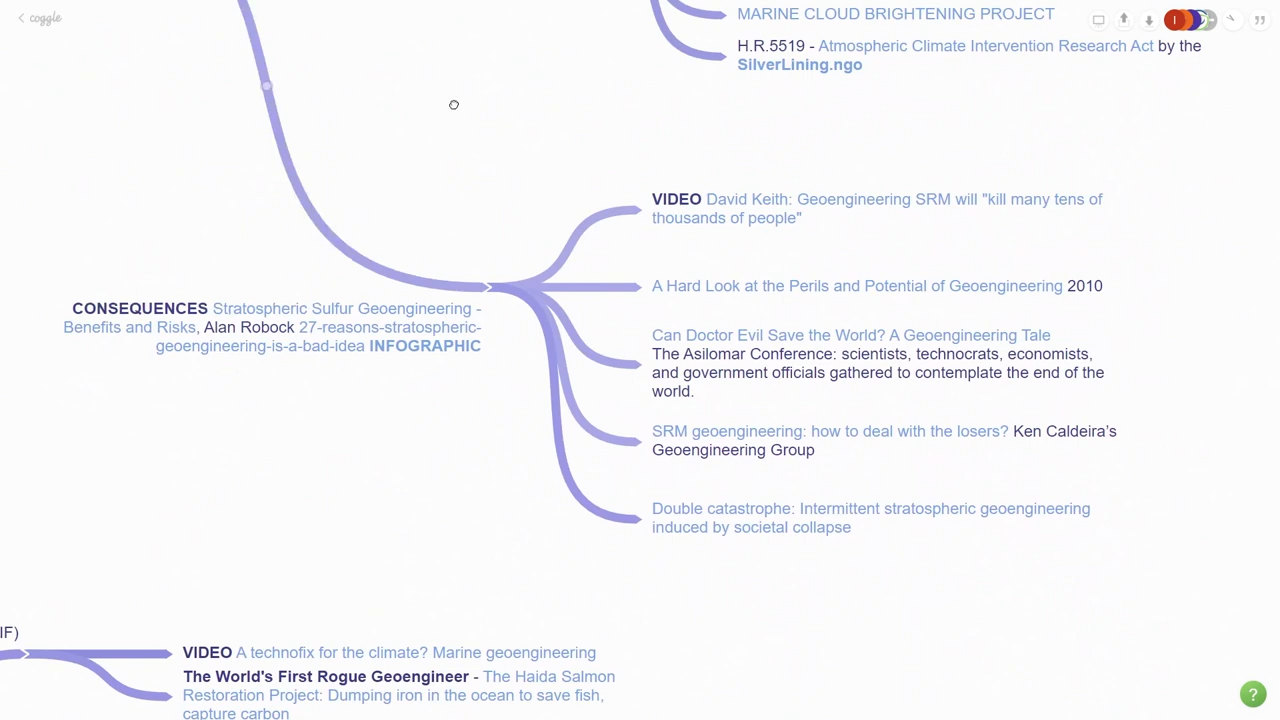 coggle
MARINE CLOUD BRIGHTENING PROJECT
H.R.5519 - Atmospheric Climate Intervention Research Act by the
SilverLining.ngo
VIDEO David Keith: Geoengineering SRM will "kill many tens of
thousands of people"
A Hard Look at the Perils and Potential of Geoengineering 2010
CONSEQUENCES Stratospheric Sulfur Geoengineering -
Benefits and Risks, Alan Robock 27-reasons-stratospheric-
geoengineering-is-a-bad-idea INFOGRAPHIC
Can Doctor Evil Save the World? A Geoengineering Tale
The Asilomar Conference: scientists, technocrats, economists,
and government officials gathered to contemplate the end of the
world.
SRM geoengineering: how to deal with the losers? Ken Caldeira's
Geoengineering Group
Double catastrophe: Intermittent stratospheric geoengineering
induced by societal collapse
IF)
VIDEO A technofix for the climate? Marine geoengineering
The World's First Rogue Geoengineer - The Haida Salmon
Restoration Project: Dumping iron in the ocean to save fish,
capture carbon
I
?